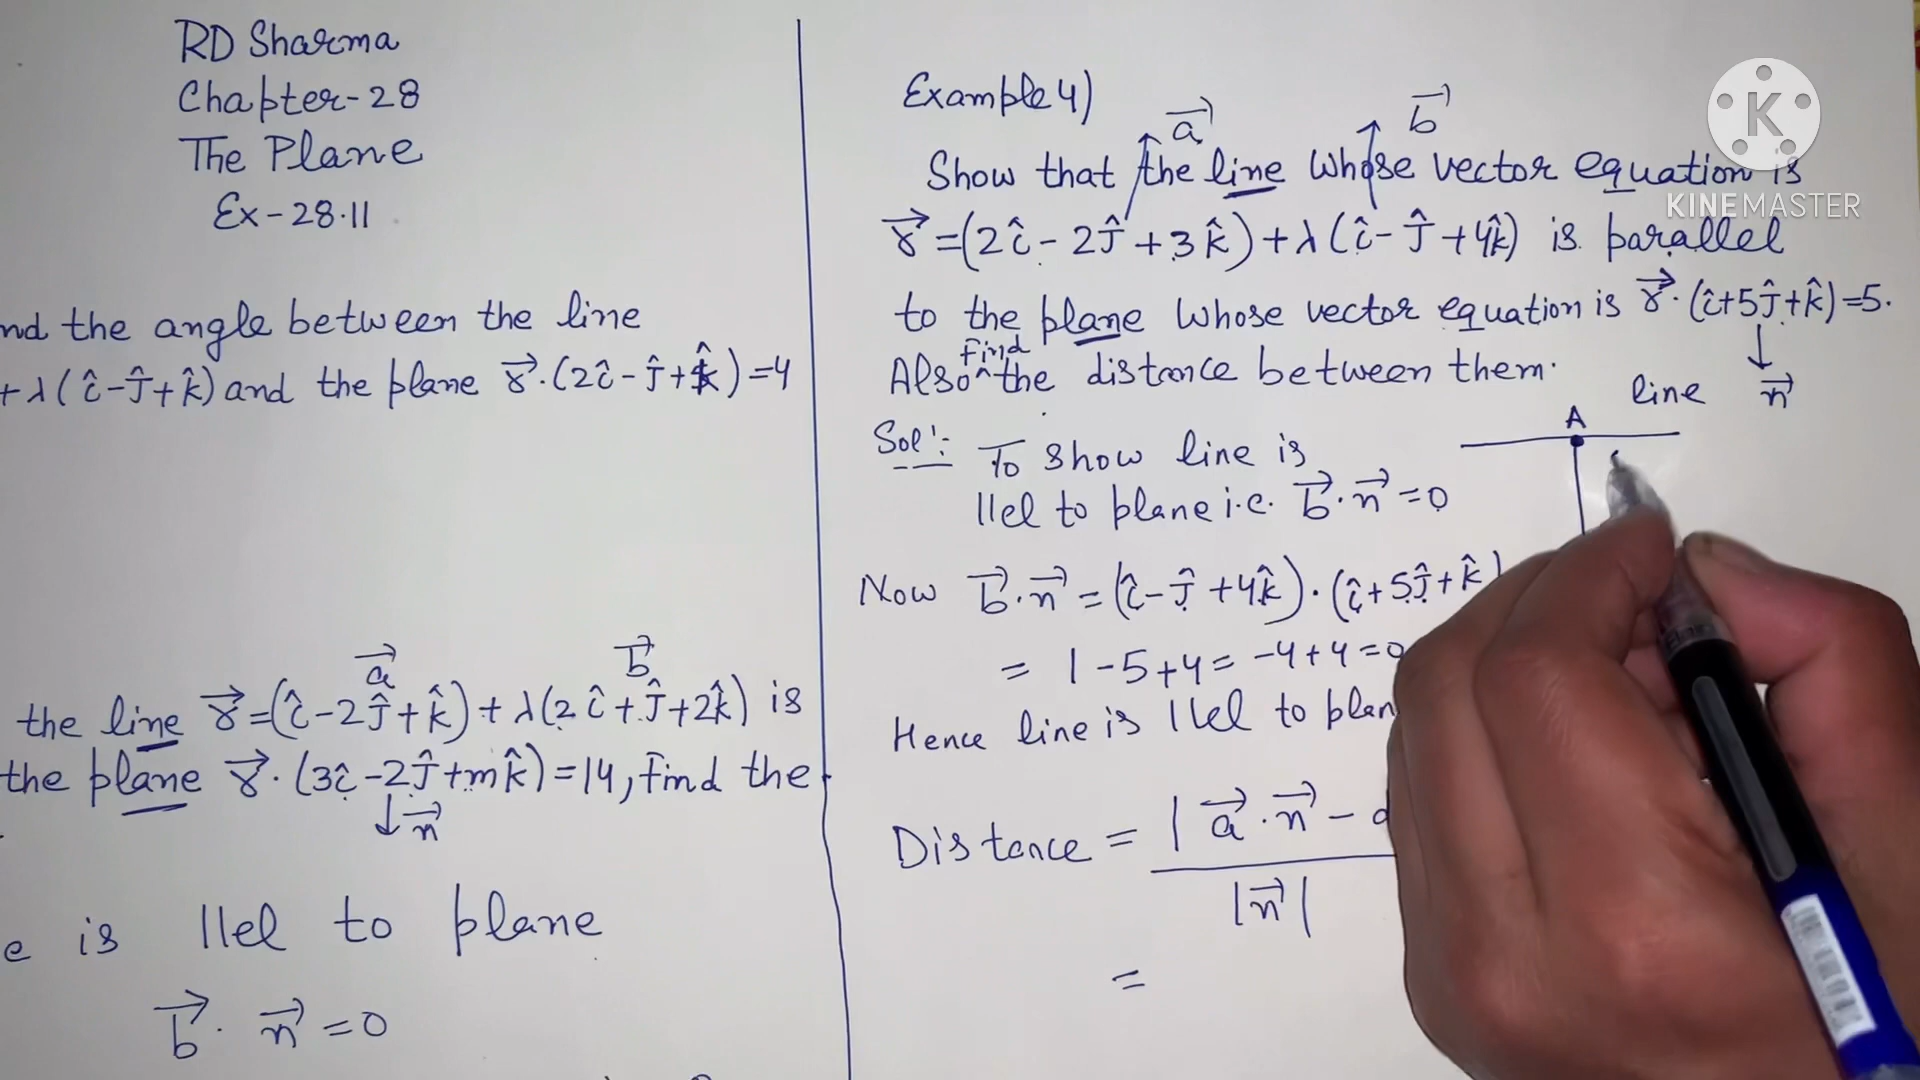 RD Sharma
Chapter-28
The Plane
Ex-28.11
nd the angle between the line
+ λ(î-Ĵ+k̂) and the plane r⃗.(2î-ĵ+k̂)=4
a⃗ b⃗
the line r⃗=(î-2Ĵ+k̂)+λ(2î+Ĵ+2k̂) is
the plane r⃗.(3î-2Ĵ+mk̂)=14, find the
↓n⃗
e is llel to plane
b⃗. n⃗=0
Example 4)
a⃗ b⃗
Show that the line whose vector equation is
r⃗=(2î-2Ĵ+3k̂)+λ(î-Ĵ+4k̂) is parallel
to the plane whose vector equation is r⃗.(î+5Ĵ+k̂)=5.
find
Also^the distance between them.
line n⃗
A
Sol': To show line is
llel to plane i.e. b⃗.n⃗=0
Now b⃗.n⃗=(î-Ĵ+4k̂).(î+5Ĵ+k̂)
= 1-5+4=-4+4=0
Hence line is llel to plan
Distance = |a⃗.n⃗-d
|n⃗|
=
K
KINEMASTER